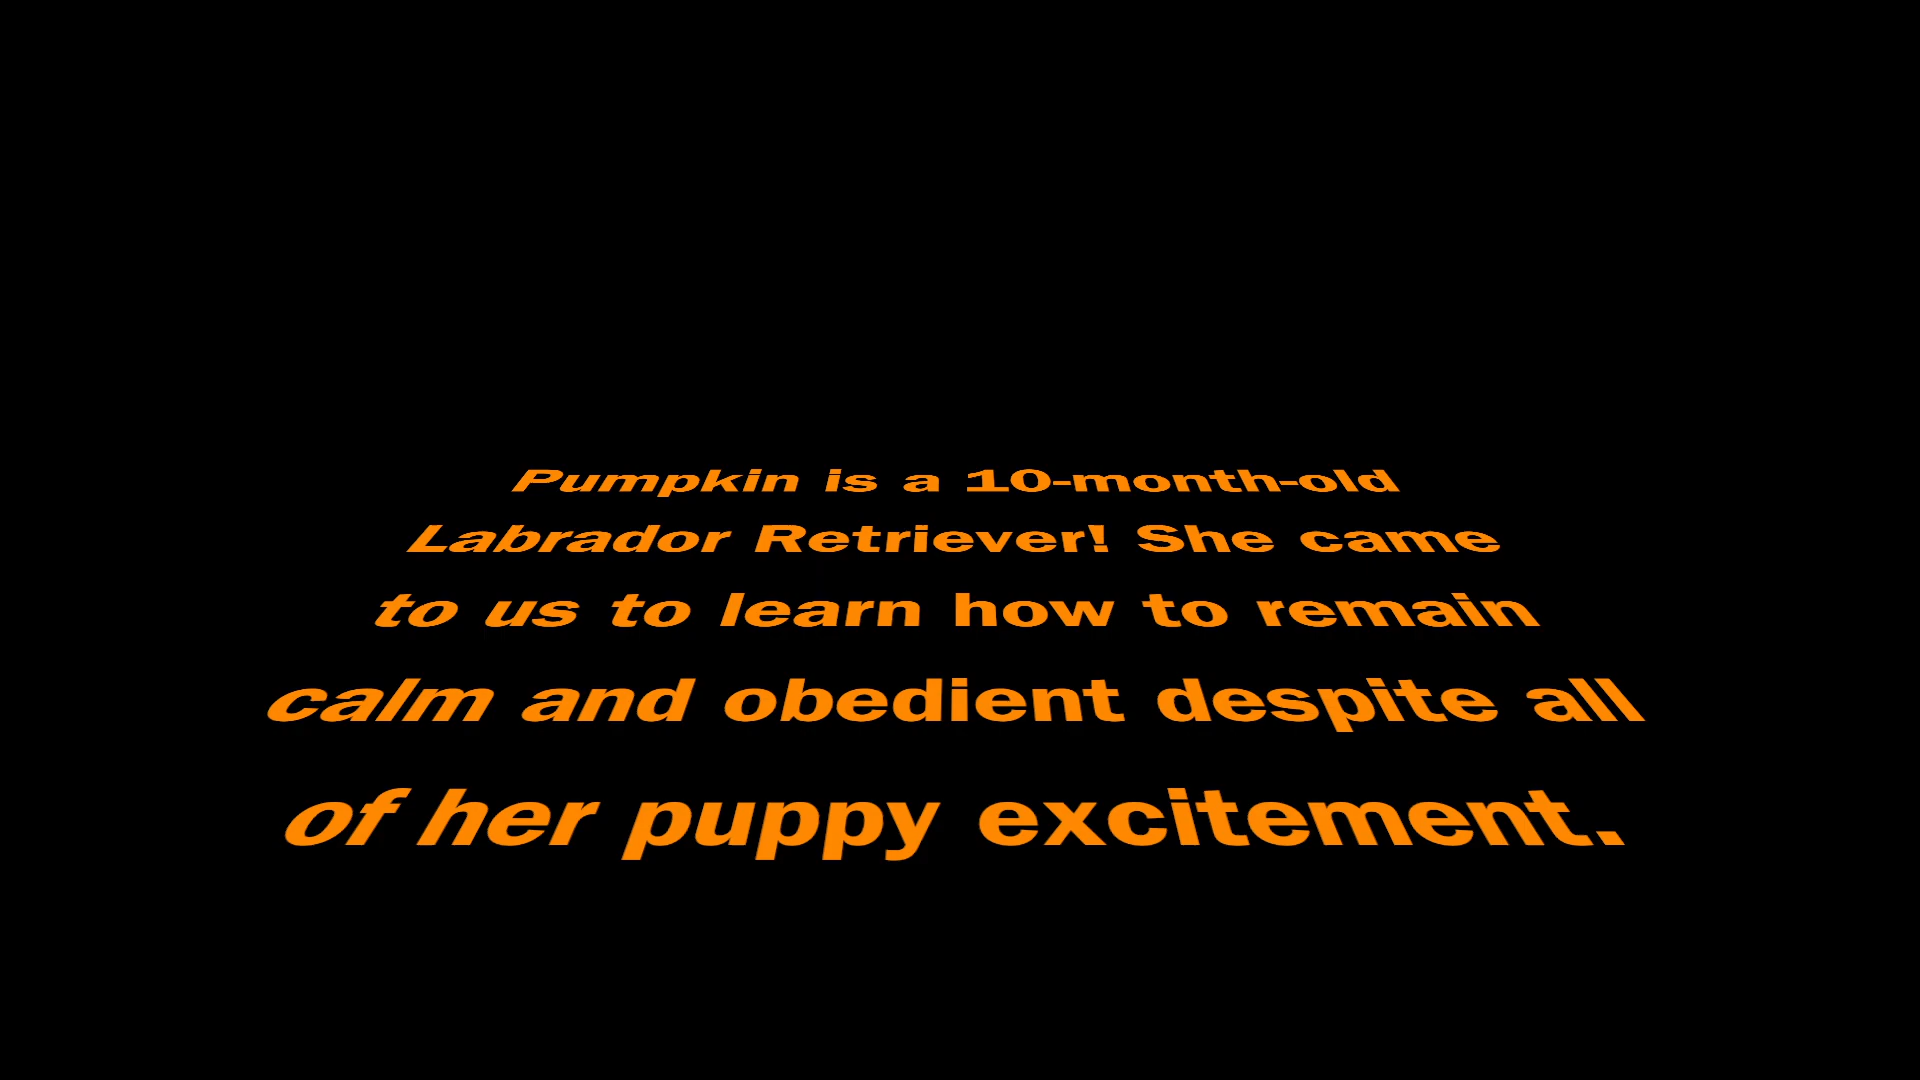 Pumpkin is a 10-month-old
Labrador Retriever! She came
to us to learn how to remain
calm and obedient despite all
of her puppy excitement.